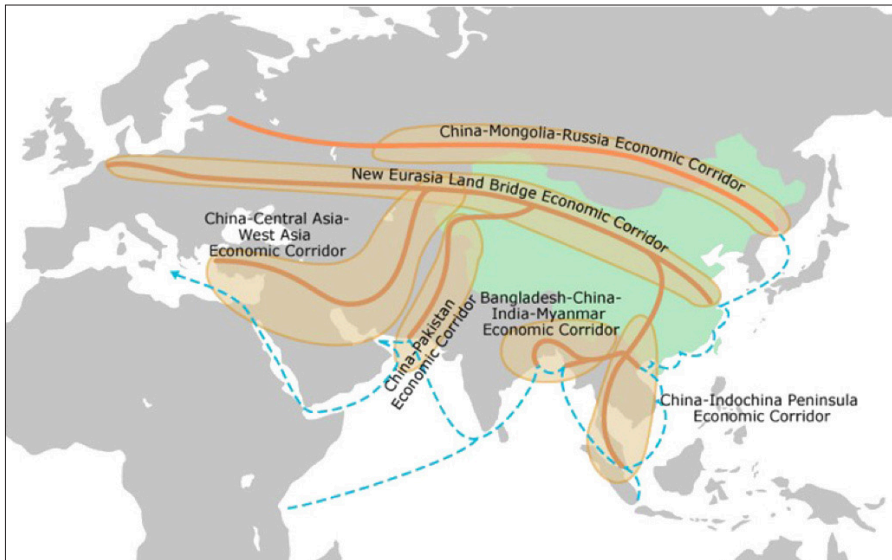 China-Mongolia-Russia Economic Corridor
New Eurasia Land Bridge Economic Corridor
China-Central Asia-
West Asia
Economic Corridor
China-Pakistan
Economic Corridor
Bangladesh-China-
India-Myanmar
Economic Corridor
China-Indochina Peninsula
Economic Corridor